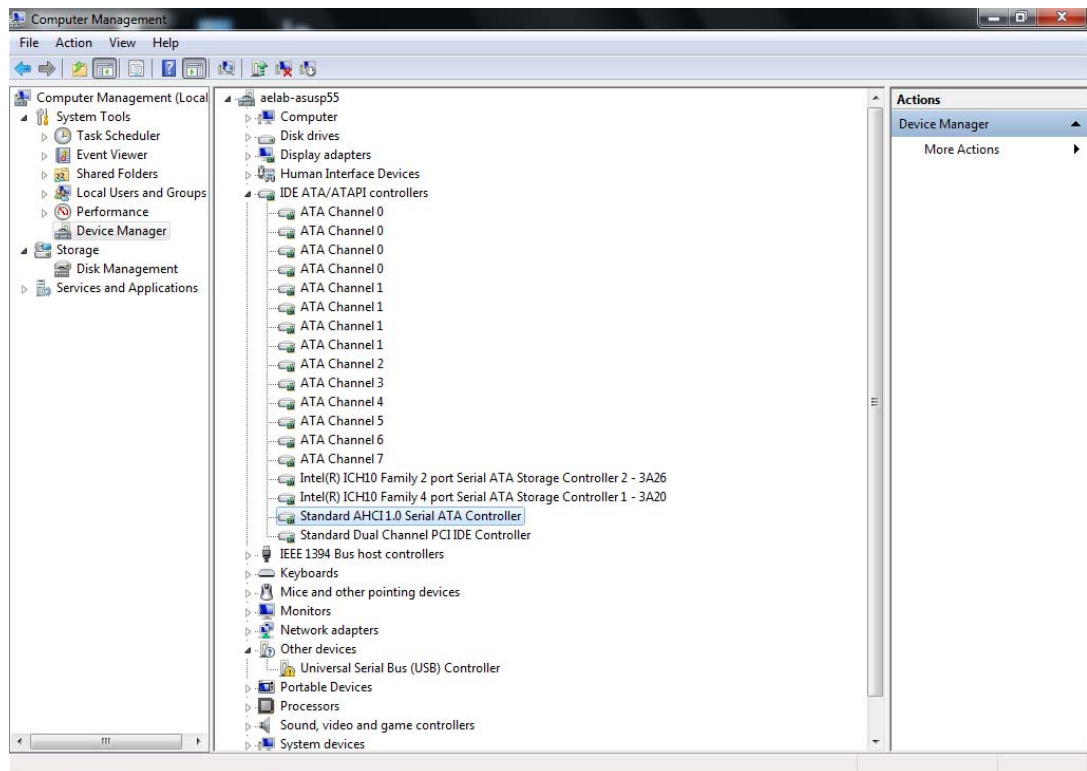 Computer Management
File Action View Help
Computer Management (Local
System Tools
Task Scheduler
Event Viewer
Shared Folders
Local Users and Groups
Performance
Device Manager
Storage
Disk Management
Services and Applications
aelab-asusp55
Computer
Disk drives
Display adapters
Human Interface Devices
IDE ATA/ATAPI controllers
ATA Channel 0
ATA Channel 0
ATA Channel 0
ATA Channel 0
ATA Channel 1
ATA Channel 1
ATA Channel 1
ATA Channel 1
ATA Channel 2
ATA Channel 3
ATA Channel 4
ATA Channel 5
ATA Channel 6
ATA Channel 7
Intel(R) ICH10 Family 2 port Serial ATA Storage Controller 2 - 3A26
Intel(R) ICH10 Family 4 port Serial ATA Storage Controller 1 - 3A20
Standard AHCI 1.0 Serial ATA Controller
Standard Dual Channel PCI IDE Controller
IEEE 1394 Bus host controllers
Keyboards
Mice and other pointing devices
Monitors
Network adapters
Other devices
Universal Serial Bus (USB) Controller
Portable Devices
Processors
Sound, video and game controllers
System devices
Actions
Device Manager
More Actions